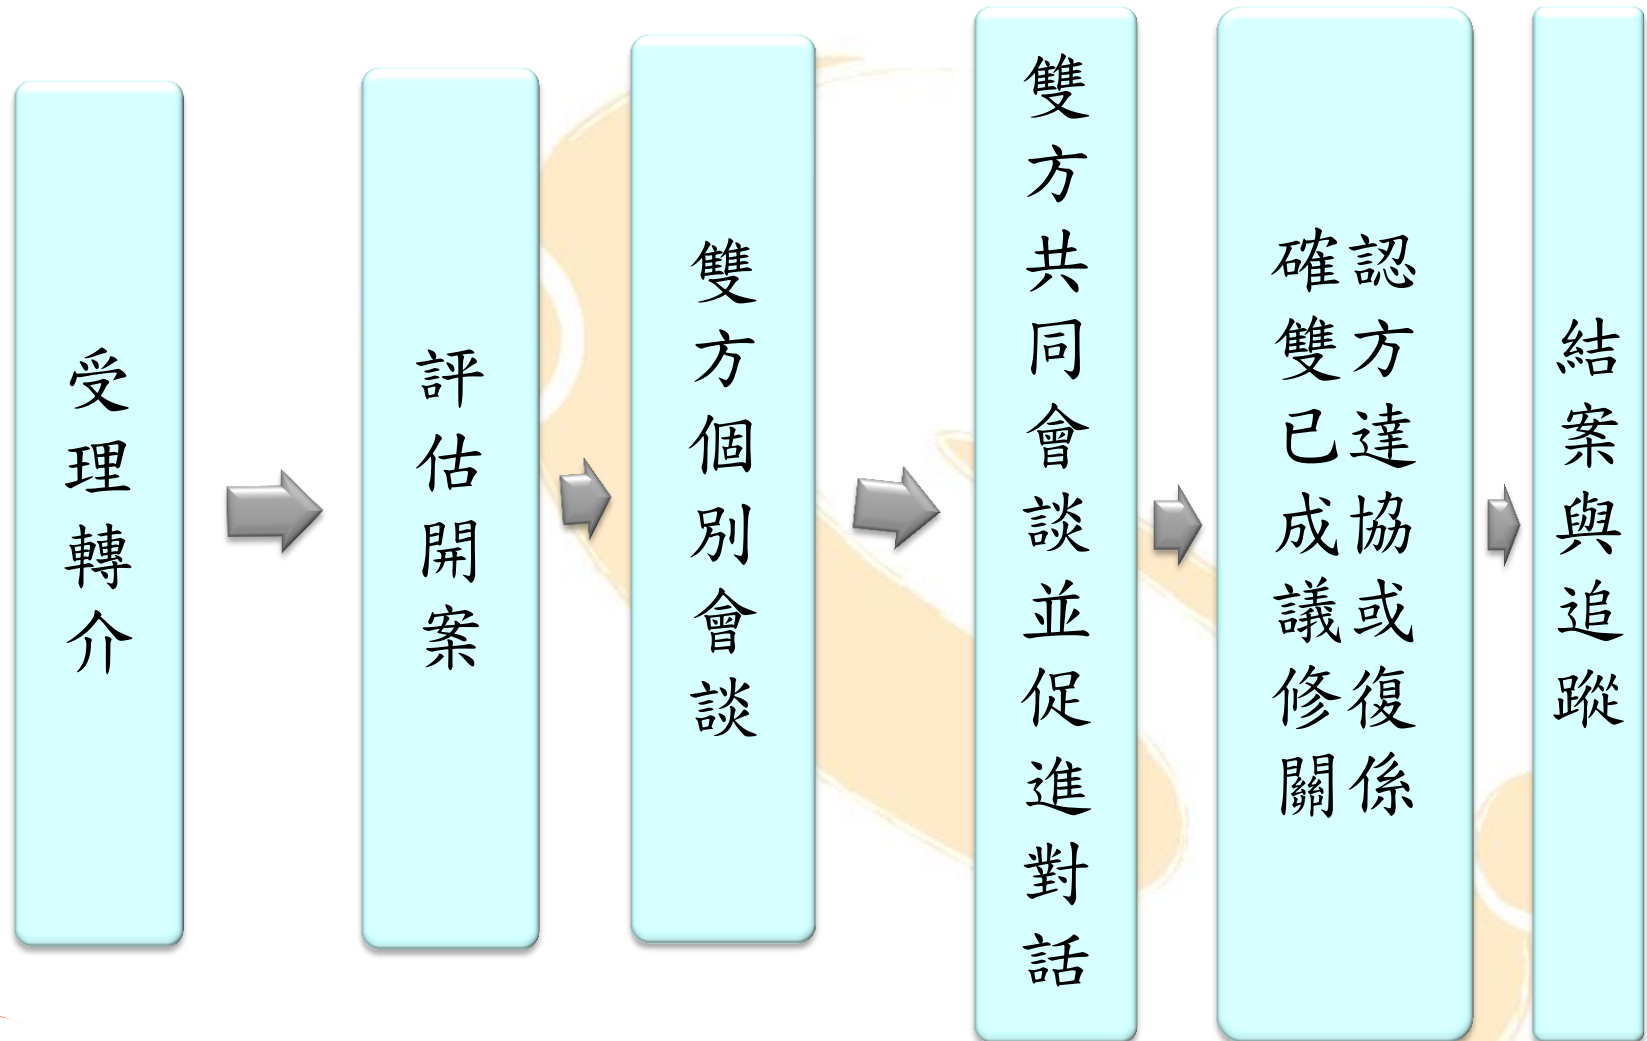 受理轉介
評估開案
雙方個別會談
雙方共同會談並促進對話
確認
雙方
已達
成協
議或
修復
關係
結案與追蹤